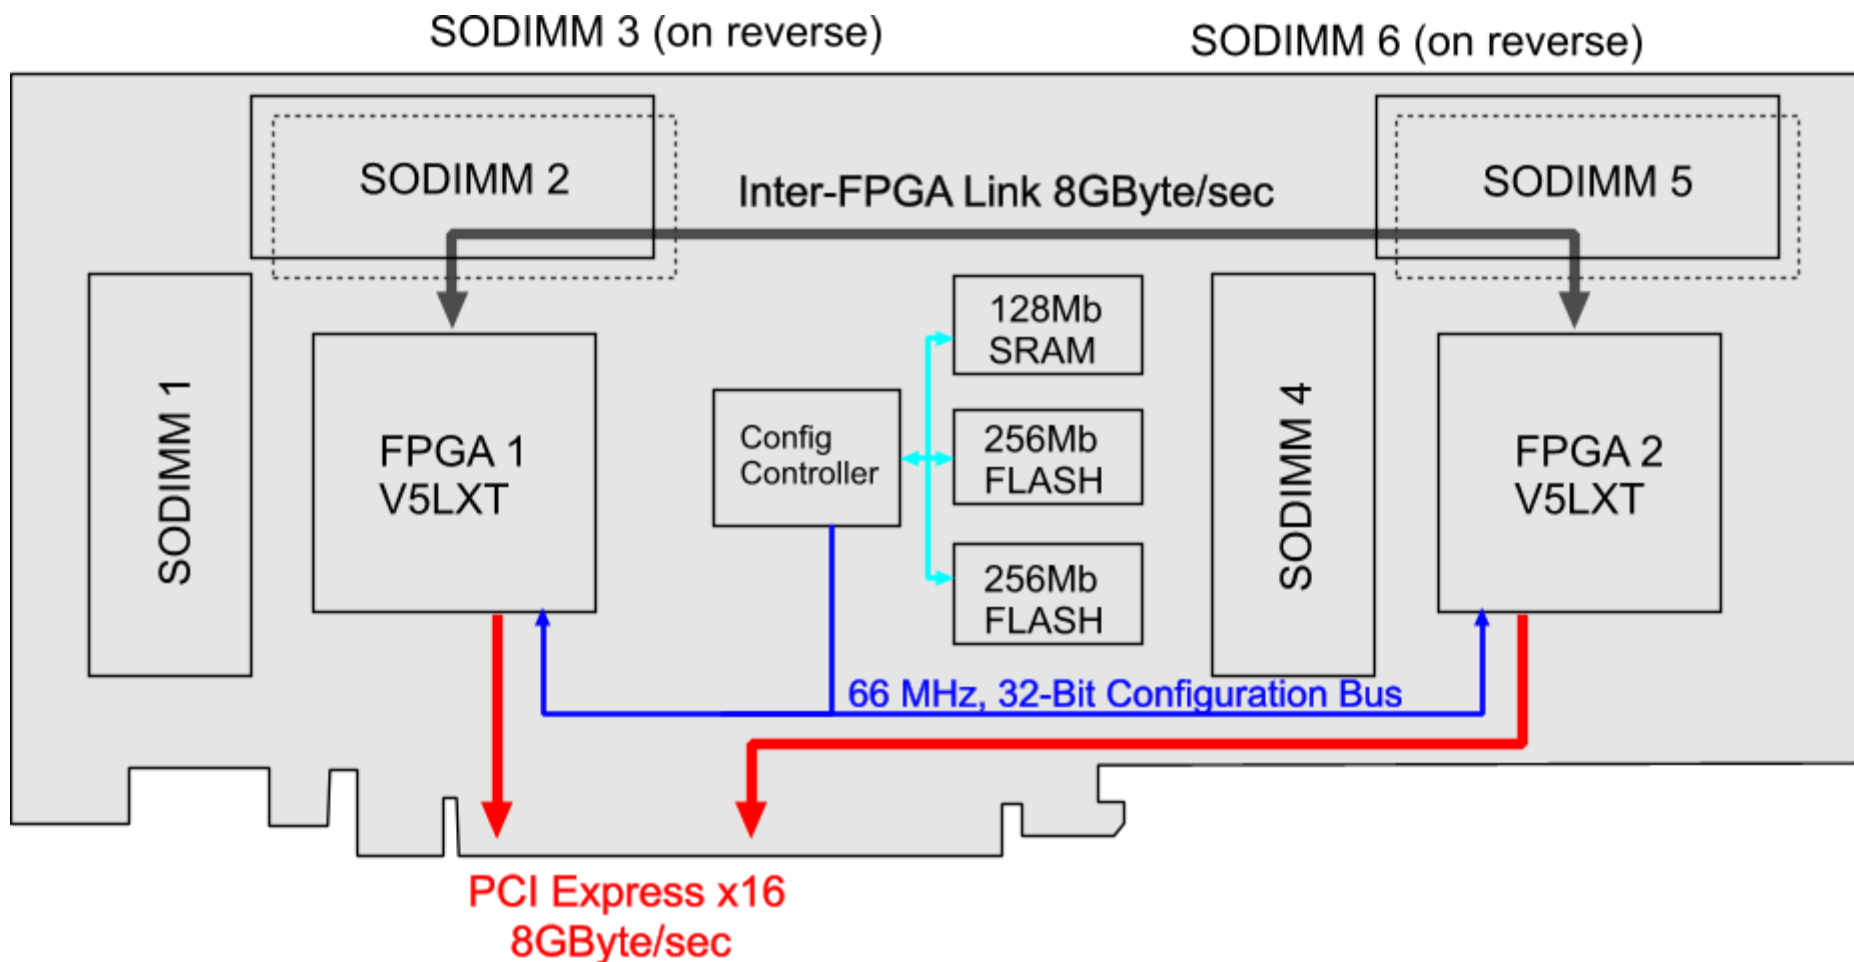 SODIMM 3 (on reverse)
SODIMM 6 (on reverse)
SODIMM 2
SODIMM 5
Inter-FPGA Link 8GByte/sec
SODIMM 1
FPGA 1
V5LXT
Config
Controller
128Mb
SRAM
256Mb
FLASH
256Mb
FLASH
SODIMM 4
FPGA 2
V5LXT
66 MHz, 32-Bit Configuration Bus
PCI Express x16
8GByte/sec